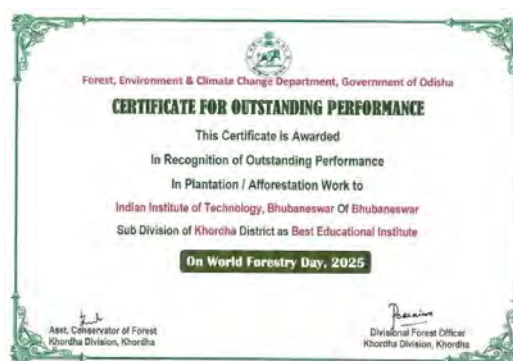 Forest, Environment & Climate Change Department, Government of Odisha
CERTIFICATE FOR OUTSTANDING PERFORMANCE
This Certificate is Awarded
In Recognition of Outstanding Performance
In Plantation / Afforestation Work to
Indian Institute of Technology, Bhubaneswar Of Bhubaneswar
Sub Division of Khordha District as Best Educational Institute
On World Forestry Day, 2025
Asst, Conservator of Forest
Khordha Division, Khordha
Divisional Forest Officer
Khordha Division, Khordha